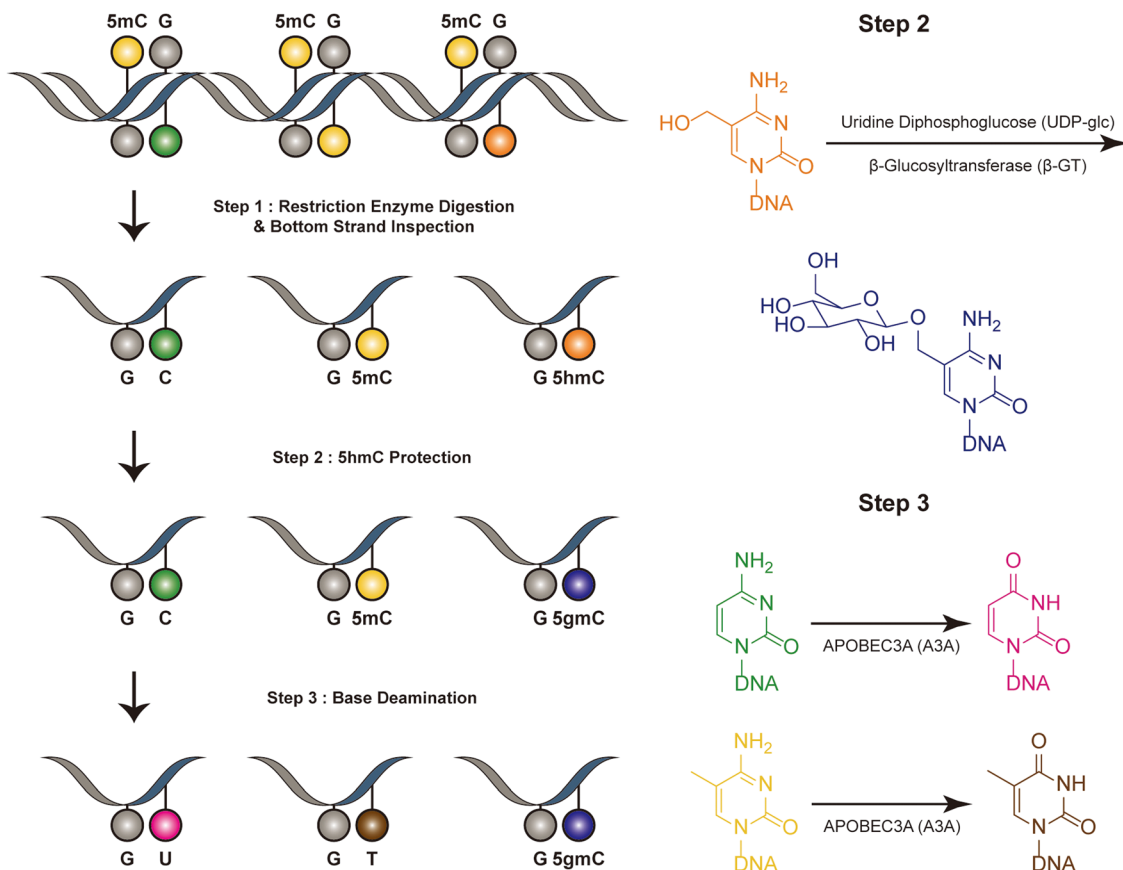 5mC G 5mC G 5mC G
Step 1 : Restriction Enzyme Digestion
& Bottom Strand Inspection
G C G 5mC G 5hmC
Step 2 : 5hmC Protection
G C G 5mC G 5gmC
Step 3 : Base Deamination
G U G T G 5gmC
Step 2
NH2
HO
N
N
O
DNA
Uridine Diphosphoglucose (UDP-glc)
β-Glucosyltransferase (β-GT)
OH
HO
HO
OH
O
O
NH2
N
N
O
DNA
Step 3
NH2
N
N
O
DNA
APOBEC3A (A3A)
O
NH
N
O
DNA
NH2
N
N
O
DNA
APOBEC3A (A3A)
O
NH
N
O
DNA